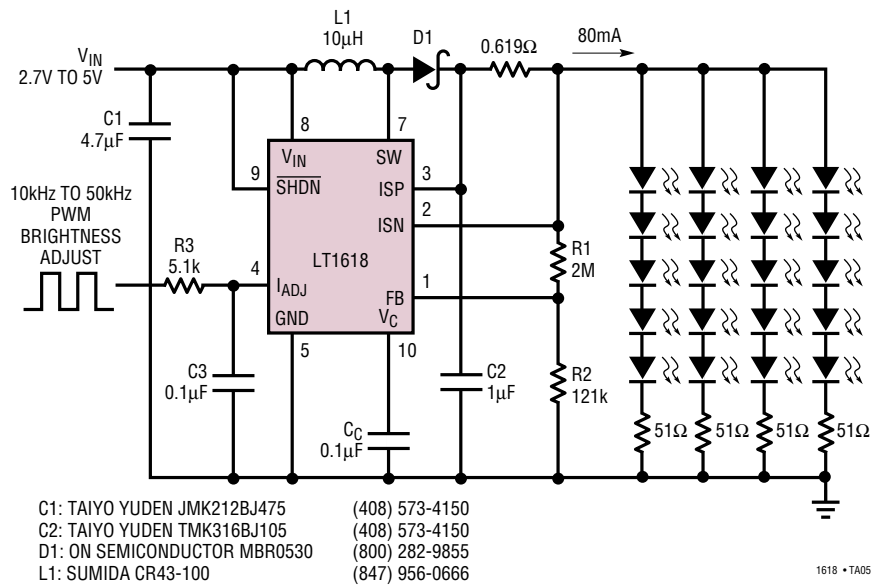 L1
10µH
D1
0.619Ω
80mA
VIN
2.7V TO 5V
C1
4.7µF
8
7
VIN
SW
9
SHDN
ISP
3
ISN
2
10kHz TO 50kHz
PWM
BRIGHTNESS
ADJUST
R3
5.1k
4
IADJ
LT1618
FB
1
GND
VC
5
10
R1
2M
C3
0.1µF
CC
0.1µF
C2
1µF
R2
121k
51Ω
51Ω
51Ω
51Ω
C1: TAIYO YUDEN JMK212BJ475 (408) 573-4150
C2: TAIYO YUDEN TMK316BJ105 (408) 573-4150
D1: ON SEMICONDUCTOR MBR0530 (800) 282-9855
L1: SUMIDA CR43-100 (847) 956-0666
1618 • TA05